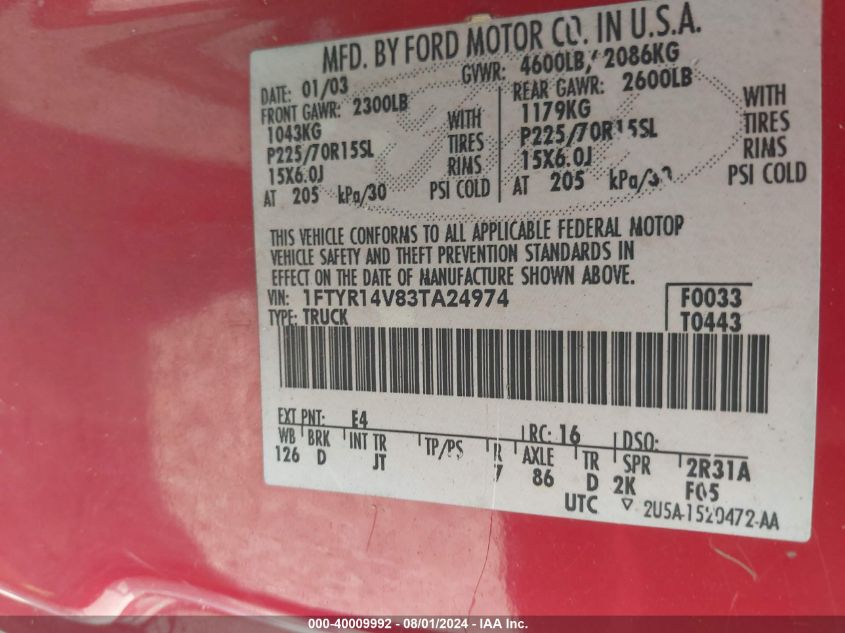 MFD. BY FORD MOTOR CO. IN U.S.A.
DATE: 01/03 GVWR: 4600LB/ 2086KG
FRONT GAWR: 2300LB REAR GAWR: 2600LB
1043KG WITH 1179KG WITH
P225/70R15SL TIRES P225/70R15SL TIRES
15X6.0J RIMS 15X6.0J RIMS
AT 205 kPa/30 PSI COLD AT 205 kPa/30 PSI COLD
THIS VEHICLE CONFORMS TO ALL APPLICABLE FEDERAL MOTOR
VEHICLE SAFETY AND THEFT PREVENTION STANDARDS IN
EFFECT ON THE DATE OF MANUFACTURE SHOWN ABOVE.
VIN: 1FTYR14V83TA24974 F0033
TYPE: TRUCK T0443
EXT PNT: E4 RC: 16 DSO:
WB BRK INT TR TP/PS R AXLE TR SPR 2R31A
126 D JT 7 86 D 2K F05
UTC ▽ 2U5A-1520472-AA
000-40009992 - 08/01/2024 - IAA Inc.